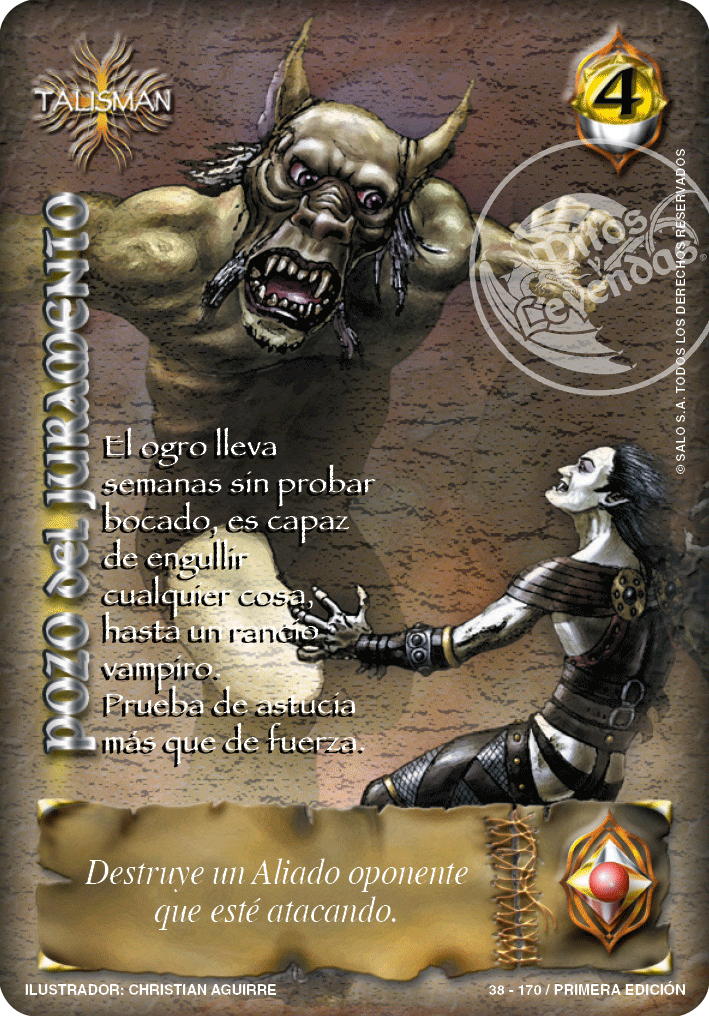 TALISMAN
4
Mitos
y
Leyendas
®
© SALO S.A. TODOS LOS DERECHOS RESERVADOS
POZO DEL JURAMENTO
El ogro lleva
semanas sin probar
bocado, es capaz
de engullir
cualquier cosa,
hasta un rancio
vampiro.
Prueba de astucia
más que de fuerza.
Destruye un Aliado oponente
que esté atacando.
ILUSTRADOR: CHRISTIAN AGUIRRE
38 - 170 / PRIMERA EDICIÓN